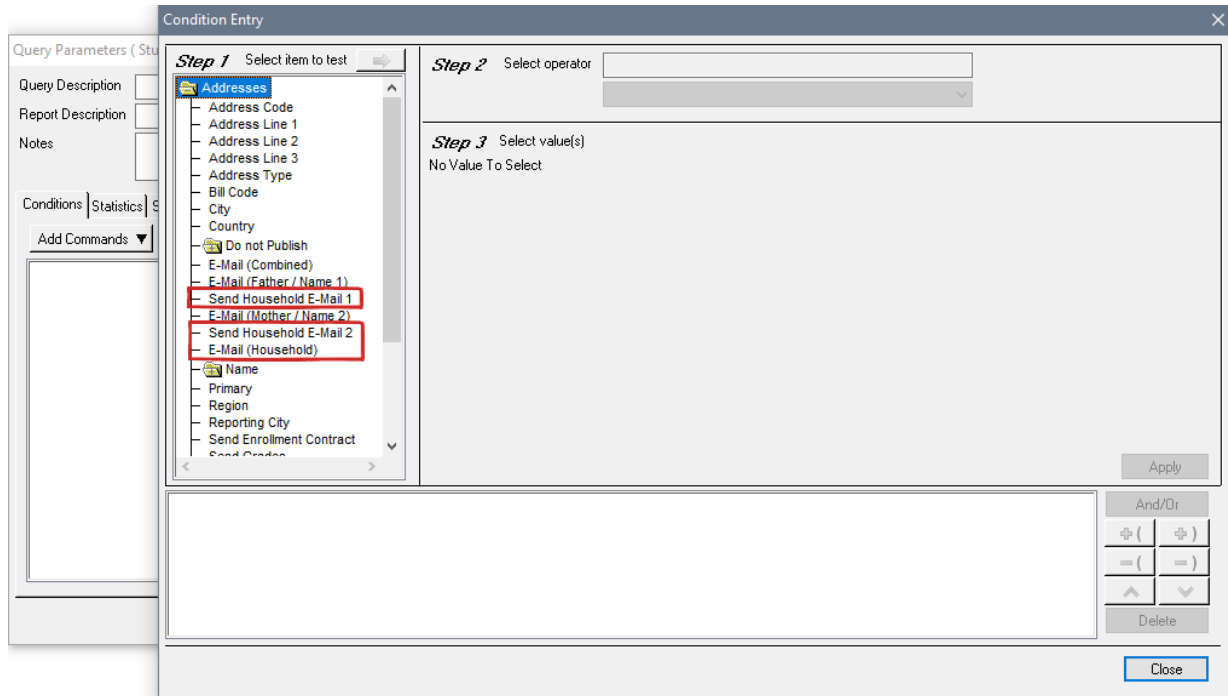 Condition Entry
Query Parameters ( Stu
Query Description
Report Description
Notes
Conditions
Statistics
S
Add Commands
Step 1 Select item to test
Addresses
Address Code
Address Line 1
Address Line 2
Address Line 3
Address Type
Bill Code
City
Country
Do not Publish
E-Mail (Combined)
E-Mail (Father / Name 1)
Send Household E-Mail 1
E-Mail (Mother / Name 2)
Send Household E-Mail 2
E-Mail (Household)
Name
Primary
Region
Reporting City
Send Enrollment Contract
Send Grades
Step 2 Select operator
Step 3 Select value(s)
No Value To Select
Apply
And/Or
(
)
(
)
Delete
Close